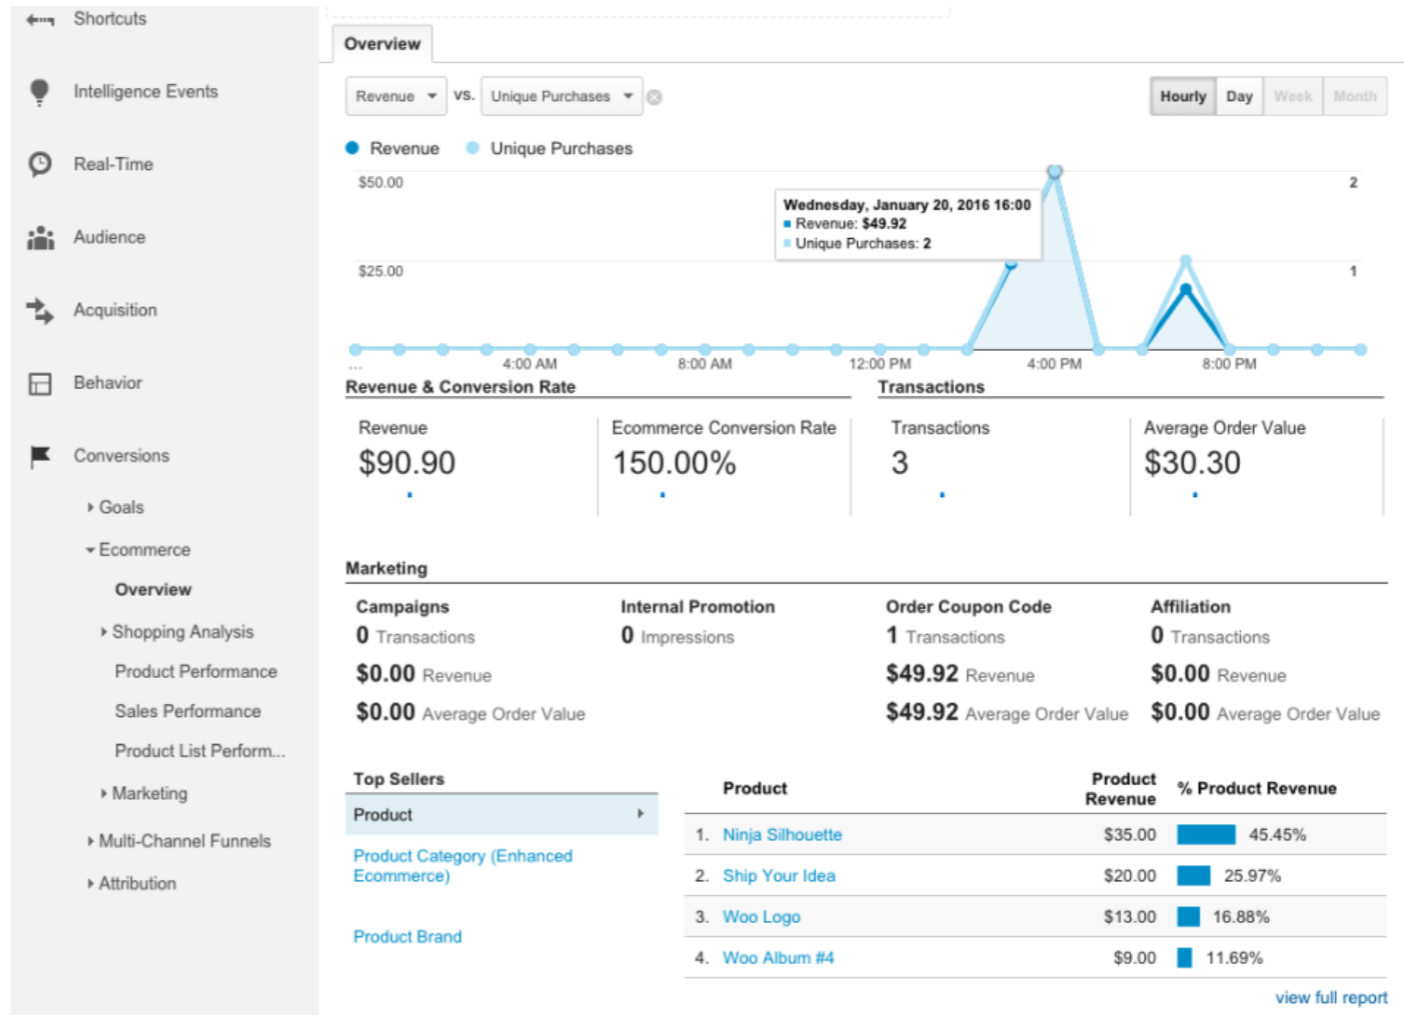 Shortcuts
Intelligence Events
Real-Time
Audience
Acquisition
Behavior
Conversions
Goals
Ecommerce
Overview
Shopping Analysis
Product Performance
Sales Performance
Product List Perform...
Marketing
Multi-Channel Funnels
Attribution
Overview
Revenue vs. Unique Purchases
Hourly Day Week Month
Revenue Unique Purchases
$50.00 2
Wednesday, January 20, 2016 16:00
Revenue: $49.92
Unique Purchases: 2
$25.00 1
... 4:00 AM 8:00 AM 12:00 PM 4:00 PM 8:00 PM
Revenue & Conversion Rate Transactions
Revenue Ecommerce Conversion Rate Transactions Average Order Value
$90.90 150.00% 3 $30.30
Marketing
Campaigns Internal Promotion Order Coupon Code Affiliation
0 Transactions 0 Impressions 1 Transactions 0 Transactions
$0.00 Revenue $49.92 Revenue $0.00 Revenue
$0.00 Average Order Value $49.92 Average Order Value $0.00 Average Order Value
Top Sellers
Product
Product Category (Enhanced
Ecommerce)
Product Brand
Product Product Revenue % Product Revenue
1. Ninja Silhouette $35.00 45.45%
2. Ship Your Idea $20.00 25.97%
3. Woo Logo $13.00 16.88%
4. Woo Album #4 $9.00 11.69%
view full report